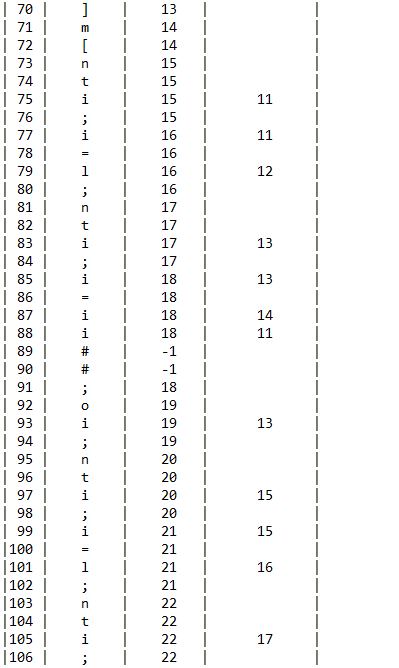 | 70 | ] | 13 | |
| 71 | m | 14 | |
| 72 | [ | 14 | |
| 73 | n | 15 | |
| 74 | t | 15 | |
| 75 | i | 15 | 11 |
| 76 | ; | 15 | |
| 77 | i | 16 | 11 |
| 78 | = | 16 | |
| 79 | l | 16 | 12 |
| 80 | ; | 16 | |
| 81 | n | 17 | |
| 82 | t | 17 | |
| 83 | i | 17 | 13 |
| 84 | ; | 17 | |
| 85 | i | 18 | 13 |
| 86 | = | 18 | |
| 87 | i | 18 | 14 |
| 88 | i | 18 | 11 |
| 89 | # | -1 | |
| 90 | # | -1 | |
| 91 | ; | 18 | |
| 92 | o | 19 | |
| 93 | i | 19 | 13 |
| 94 | ; | 19 | |
| 95 | n | 20 | |
| 96 | t | 20 | |
| 97 | i | 20 | 15 |
| 98 | ; | 20 | |
| 99 | i | 21 | 15 |
|100 | = | 21 | |
|101 | l | 21 | 16 |
|102 | ; | 21 | |
|103 | n | 22 | |
|104 | t | 22 | |
|105 | i | 22 | 17 |
|106 | ; | 22 | |